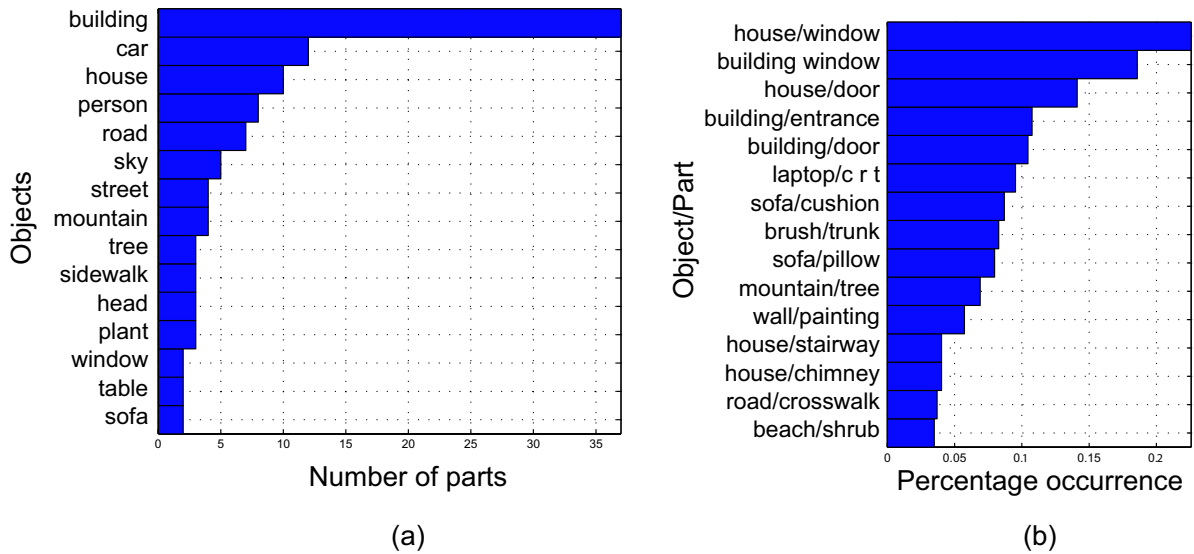 building
car
house
person
road
sky
street
mountain
tree
sidewalk
head
plant
window
table
sofa
Objects
0 5 10 15 20 25 30 35
Number of parts
(a)
house/window
building window
house/door
building/entrance
building/door
laptop/c r t
sofa/cushion
brush/trunk
sofa/pillow
mountain/tree
wall/painting
house/stairway
house/chimney
road/crosswalk
beach/shrub
Object/Part
0 0.05 0.1 0.15 0.2
Percentage occurrence
(b)